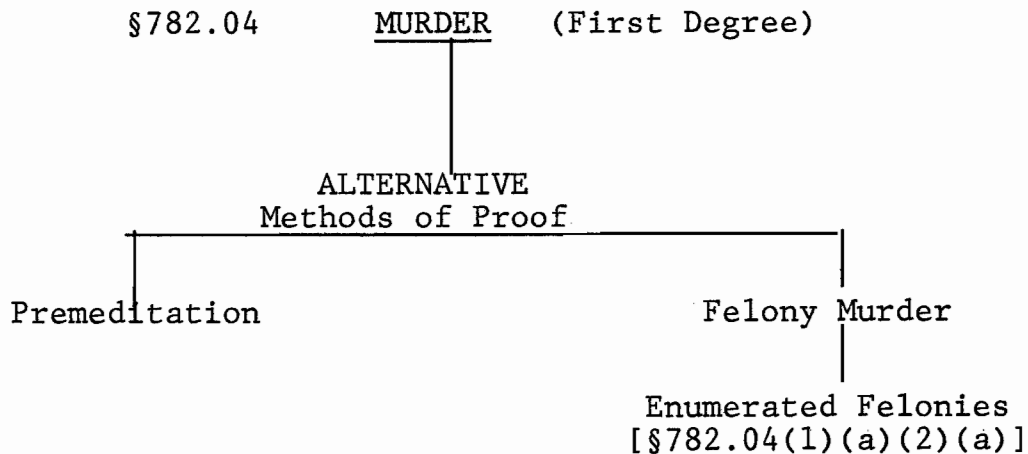 §782.04 MURDER (First Degree)
ALTERNATIVE
Methods of Proof
Premeditation Felony Murder
Enumerated Felonies
[§782.04(1)(a)(2)(a)]